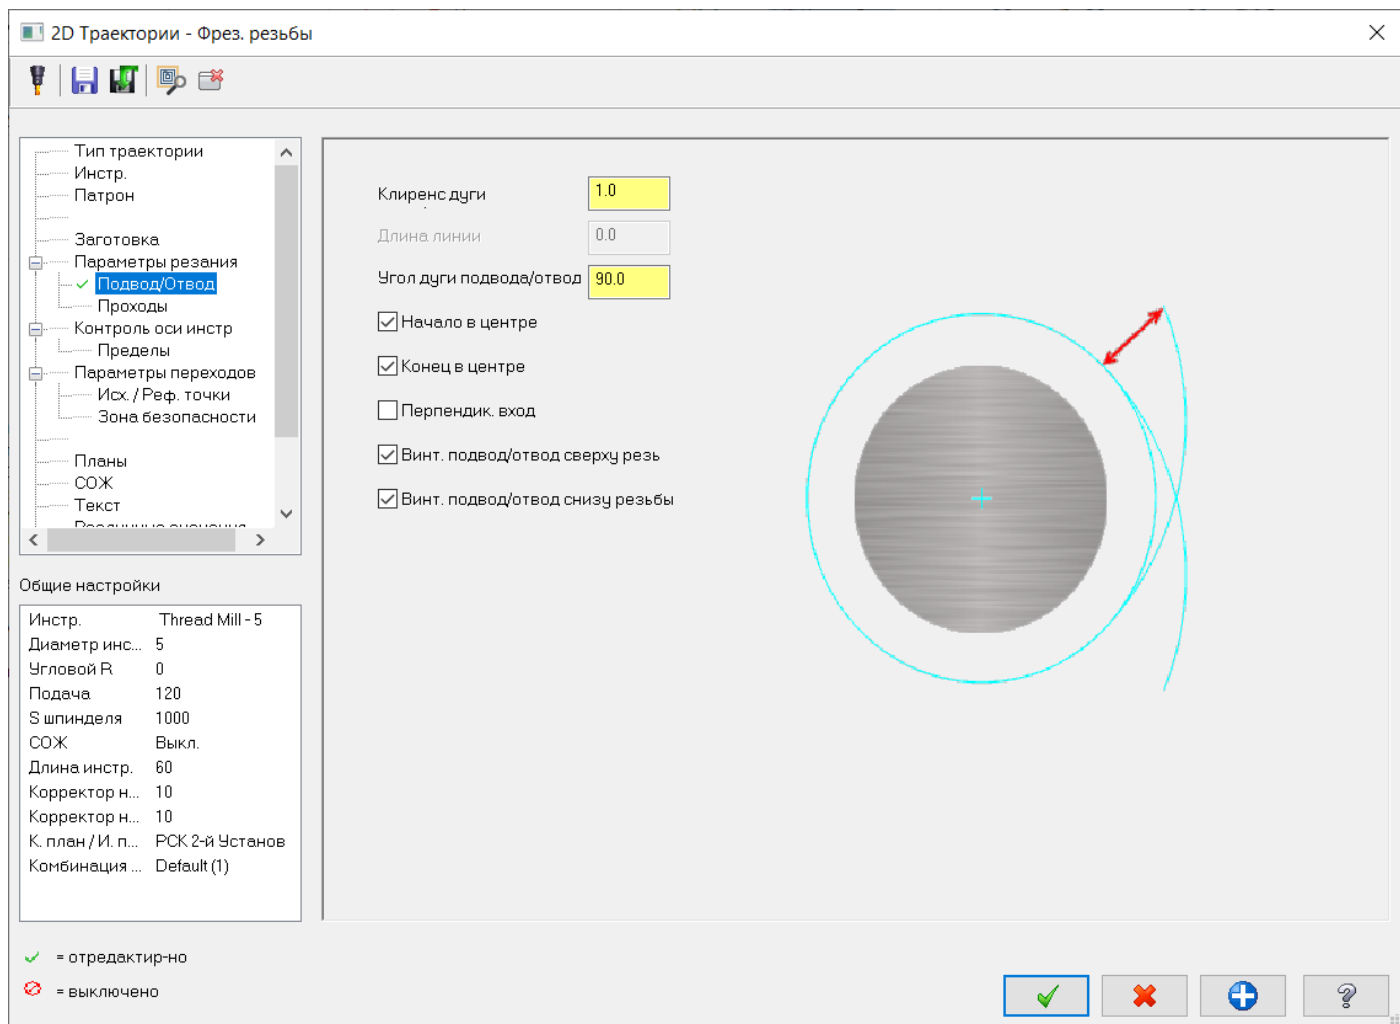 2D Траектории - Фрез. резьбы
Тип траектории
Инстр.
Патрон
Заготовка
Параметры резания
Подвод/Отвод
Проходы
Контроль оси инстр
Пределы
Параметры переходов
Исх. / Реф. точки
Зона безопасности
Планы
СОЖ
Текст
Клиренс дуги 1.0
Длина линии 0.0
Угол дуги подвода/отвод 90.0
Начало в центре
Конец в центре
Перпендик. вход
Винт. подвод/отвод сверху резь
Винт. подвод/отвод снизу резьбы
Общие настройки
Инстр. Thread Mill - 5
Диаметр инс... 5
Угловой R 0
Подача 120
S шпинделя 1000
СОЖ Выкл.
Длина инстр. 60
Корректор н... 10
Корректор н... 10
К. план / И. п... РСК 2-й Установ
Комбинация ... Default (1)
= отредактир-но
= выключено